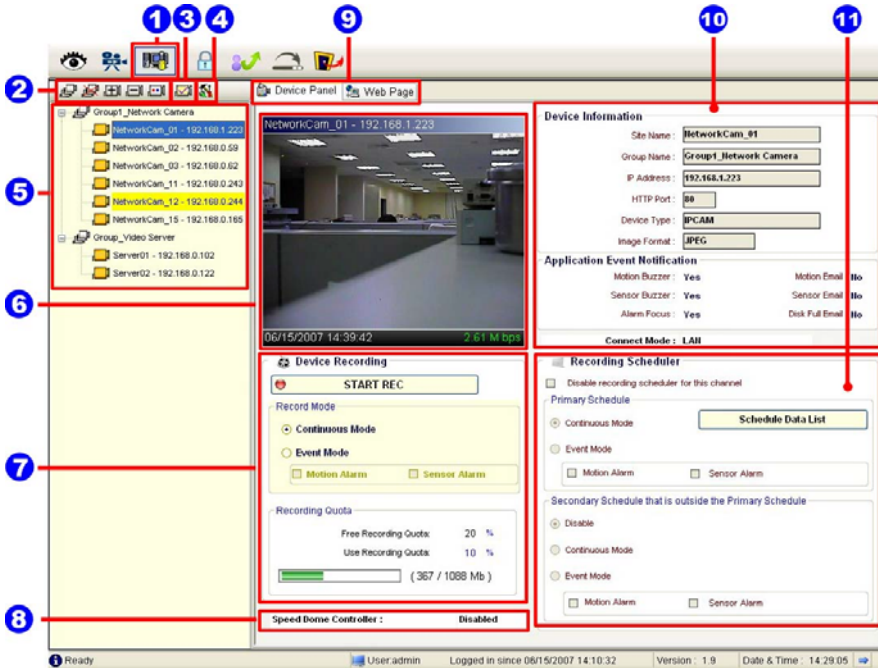 1 3 4 9 10 11
2
Device Panel Web Page
Group1_Network Camera
NetworkCam_01 - 192.168.1.223
NetworkCam_02 - 192.168.0.59
NetworkCam_03 - 192.168.0.62
NetworkCam_11 - 192.168.0.243
NetworkCam_12 - 192.168.0.244
NetworkCam_15 - 192.168.0.165
Group_Video Server
Server01 - 192.168.0.102
Server02 - 192.168.0.122
5
6
7
8
NetworkCam_01 - 192.168.1.223
06/15/2007 14:39:42 2.61 M bps
Device Information
Site Name : NetworkCam_01
Group Name : Group1_Network Camera
IP Address : 192.168.1.223
HTTP Port : 80
Device Type : IPCAM
Image Format : JPEG
Application Event Notification
Motion Buzzer : Yes Motion Email No
Sensor Buzzer : Yes Sensor Email No
Alarm Focus : Yes Disk Full Email No
Connect Mode : LAN
Device Recording
START REC
Record Mode
Continuous Mode
Event Mode
Motion Alarm Sensor Alarm
Recording Quota
Free Recording Quota: 20 %
Use Recording Quota: 10 %
( 367 / 1088 Mb )
Speed Dome Controller : Disabled
Recording Scheduler
Disable recording scheduler for this channel
Primary Schedule
Continuous Mode Schedule Data List
Event Mode
Motion Alarm Sensor Alarm
Secondary Schedule that is outside the Primary Schedule
Disable
Continuous Mode
Event Mode
Motion Alarm Sensor Alarm
Ready User:admin Logged in since 06/15/2007 14:10:32 Version : 1.9 Date & Time : 14:29:05